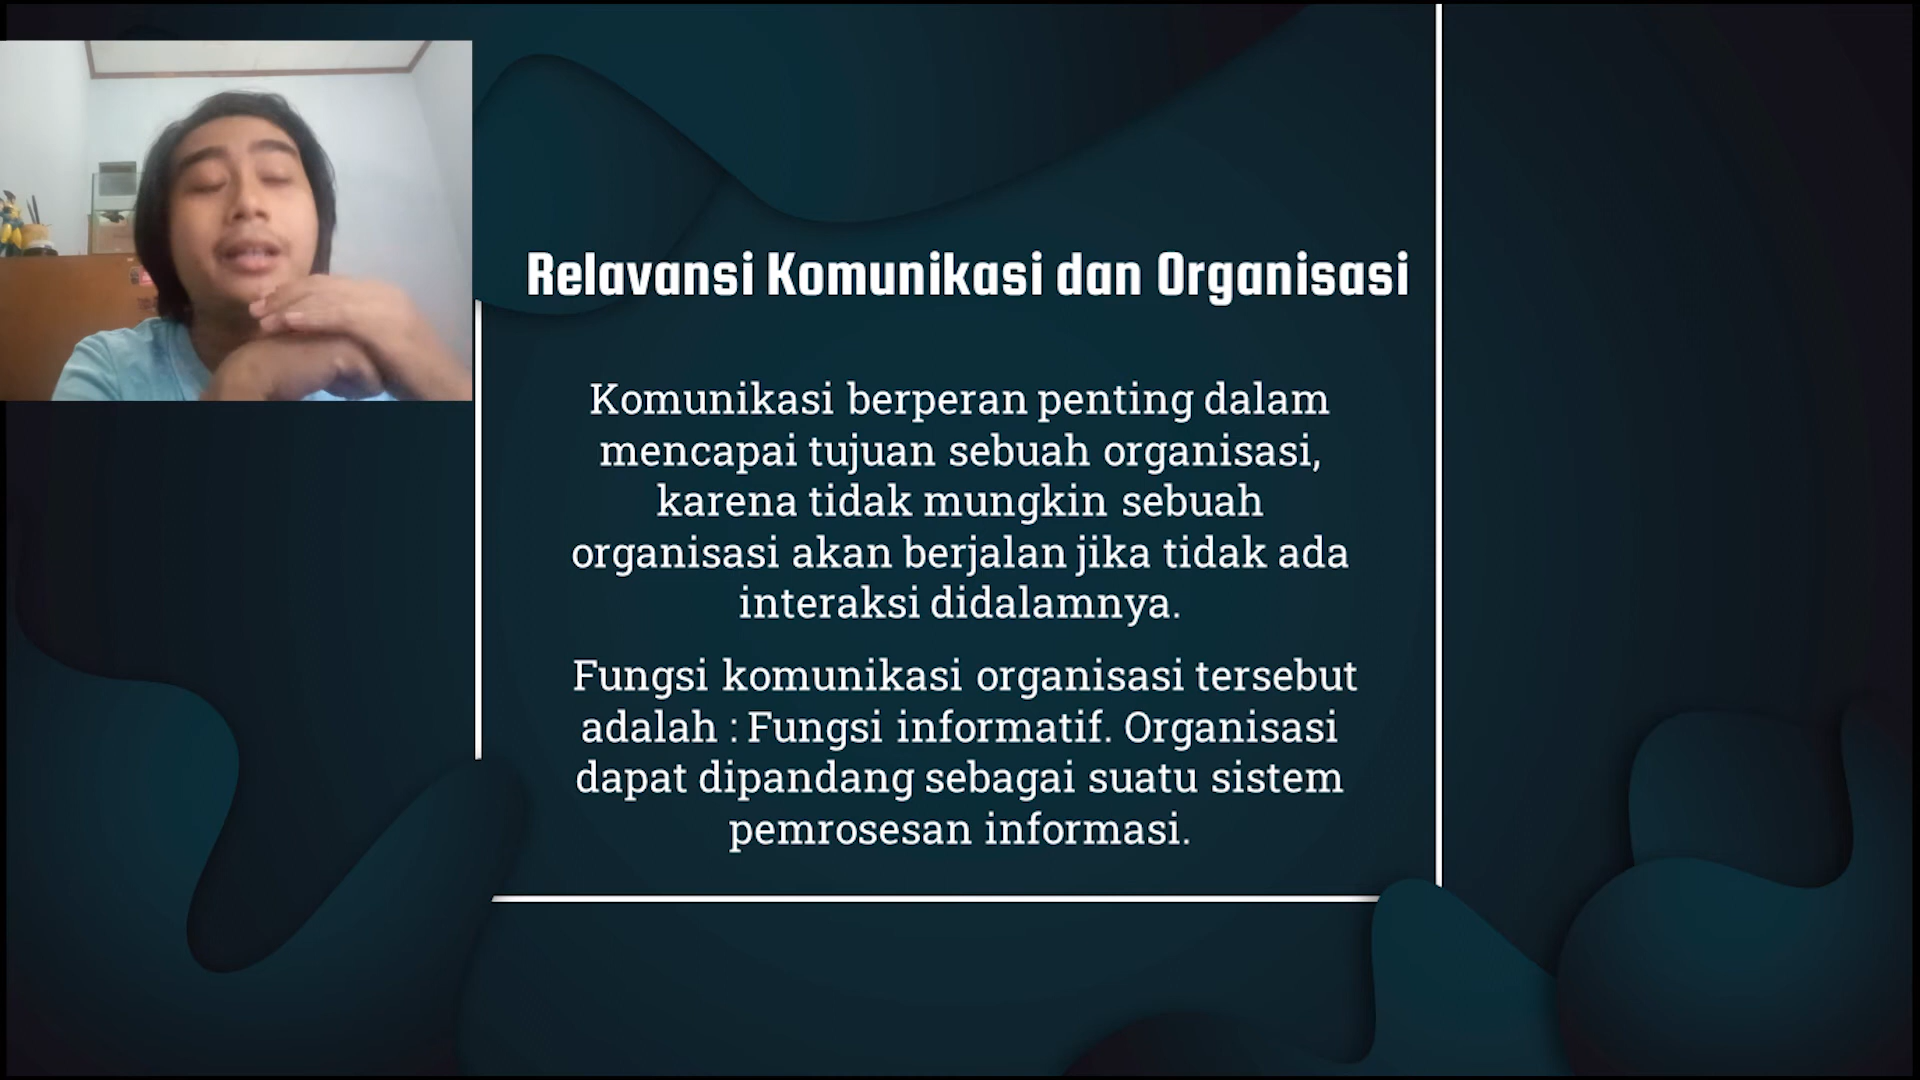 Relavansi Komunikasi dan Organisasi
Komunikasi berperan penting dalam
mencapai tujuan sebuah organisasi,
karena tidak mungkin sebuah
organisasi akan berjalan jika tidak ada
interaksi didalamnya.
Fungsi komunikasi organisasi tersebut
adalah : Fungsi informatif. Organisasi
dapat dipandang sebagai suatu sistem
pemrosesan informasi.